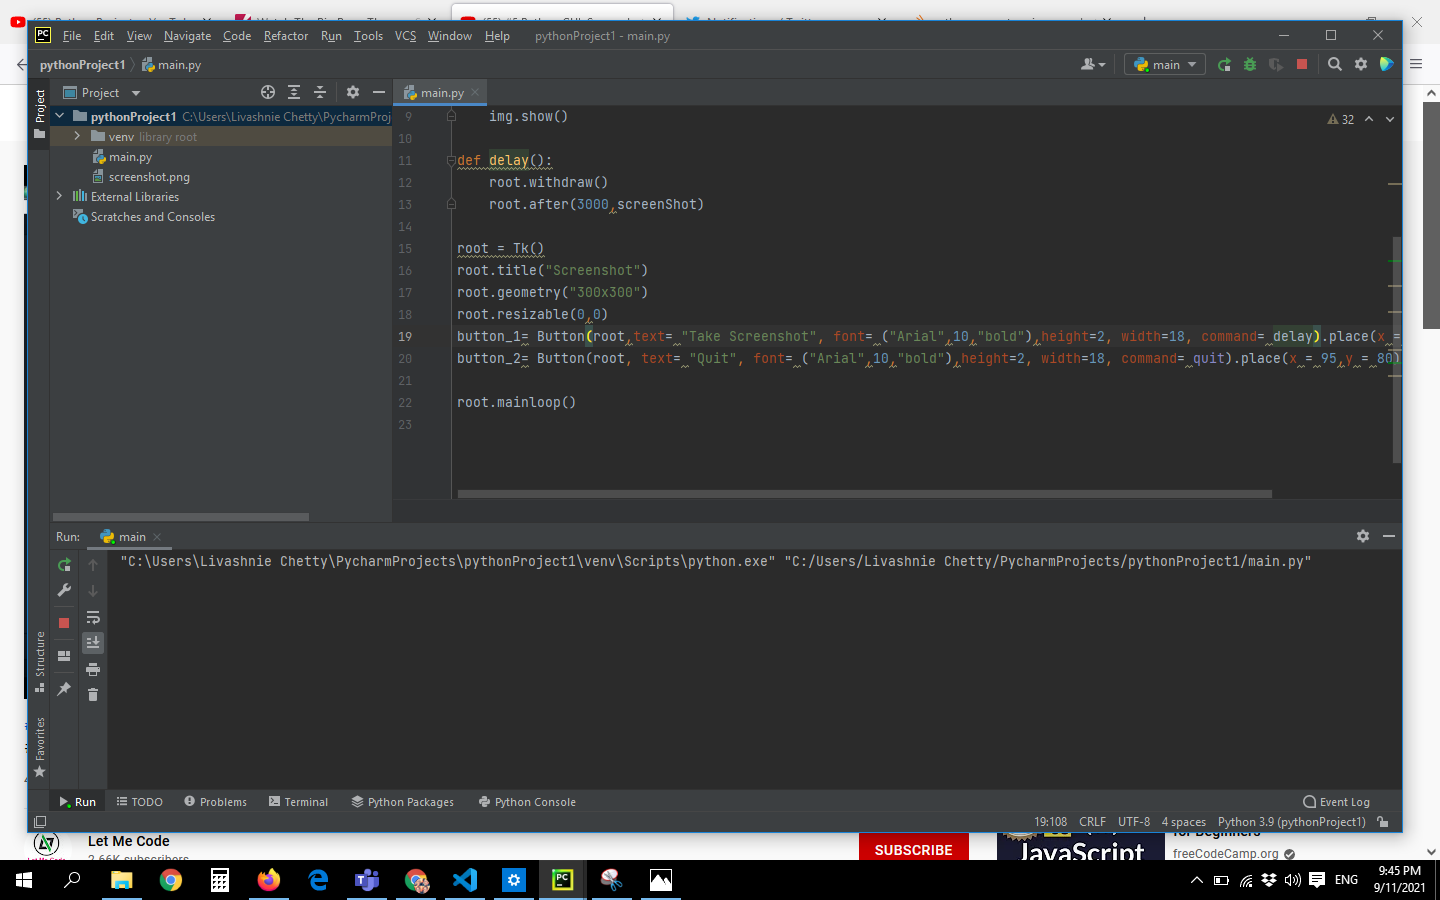 File Edit View Navigate Code Refactor Run Tools VCS Window Help pythonProject1 - main.py
pythonProject1 main.py
main
Project
Project
main.py
pythonProject1 C:\Users\Livashnie Chetty\PycharmProj
venv library root
main.py
screenshot.png
External Libraries
Scratches and Consoles
32
9 img.show()
10
11 def delay():
12 root.withdraw()
13 root.after(3000,screenShot)
14
15 root = Tk()
16 root.title("Screenshot")
17 root.geometry("300x300")
18 root.resizable(0,0)
19 button_1= Button(root,text= "Take Screenshot", font= ("Arial",10,"bold"),height=2, width=18, command= delay).place(x =
20 button_2= Button(root, text= "Quit", font= ("Arial",10,"bold"),height=2, width=18, command= quit).place(x = 95,y = 80)
21
22 root.mainloop()
23
Run: main
"C:\Users\Livashnie Chetty\PycharmProjects\pythonProject1\venv\Scripts\python.exe" "C:/Users/Livashnie Chetty/PycharmProjects/pythonProject1/main.py"
Structure
Favorites
Run TODO Problems Terminal Python Packages Python Console Event Log
19:108 CRLF UTF-8 4 spaces Python 3.9 (pythonProject1)
Let Me Code
2.66K subscribers
SUBSCRIBE
JavaScript
for Beginners
freeCodeCamp.org
ENG
9:45 PM
9/11/2021